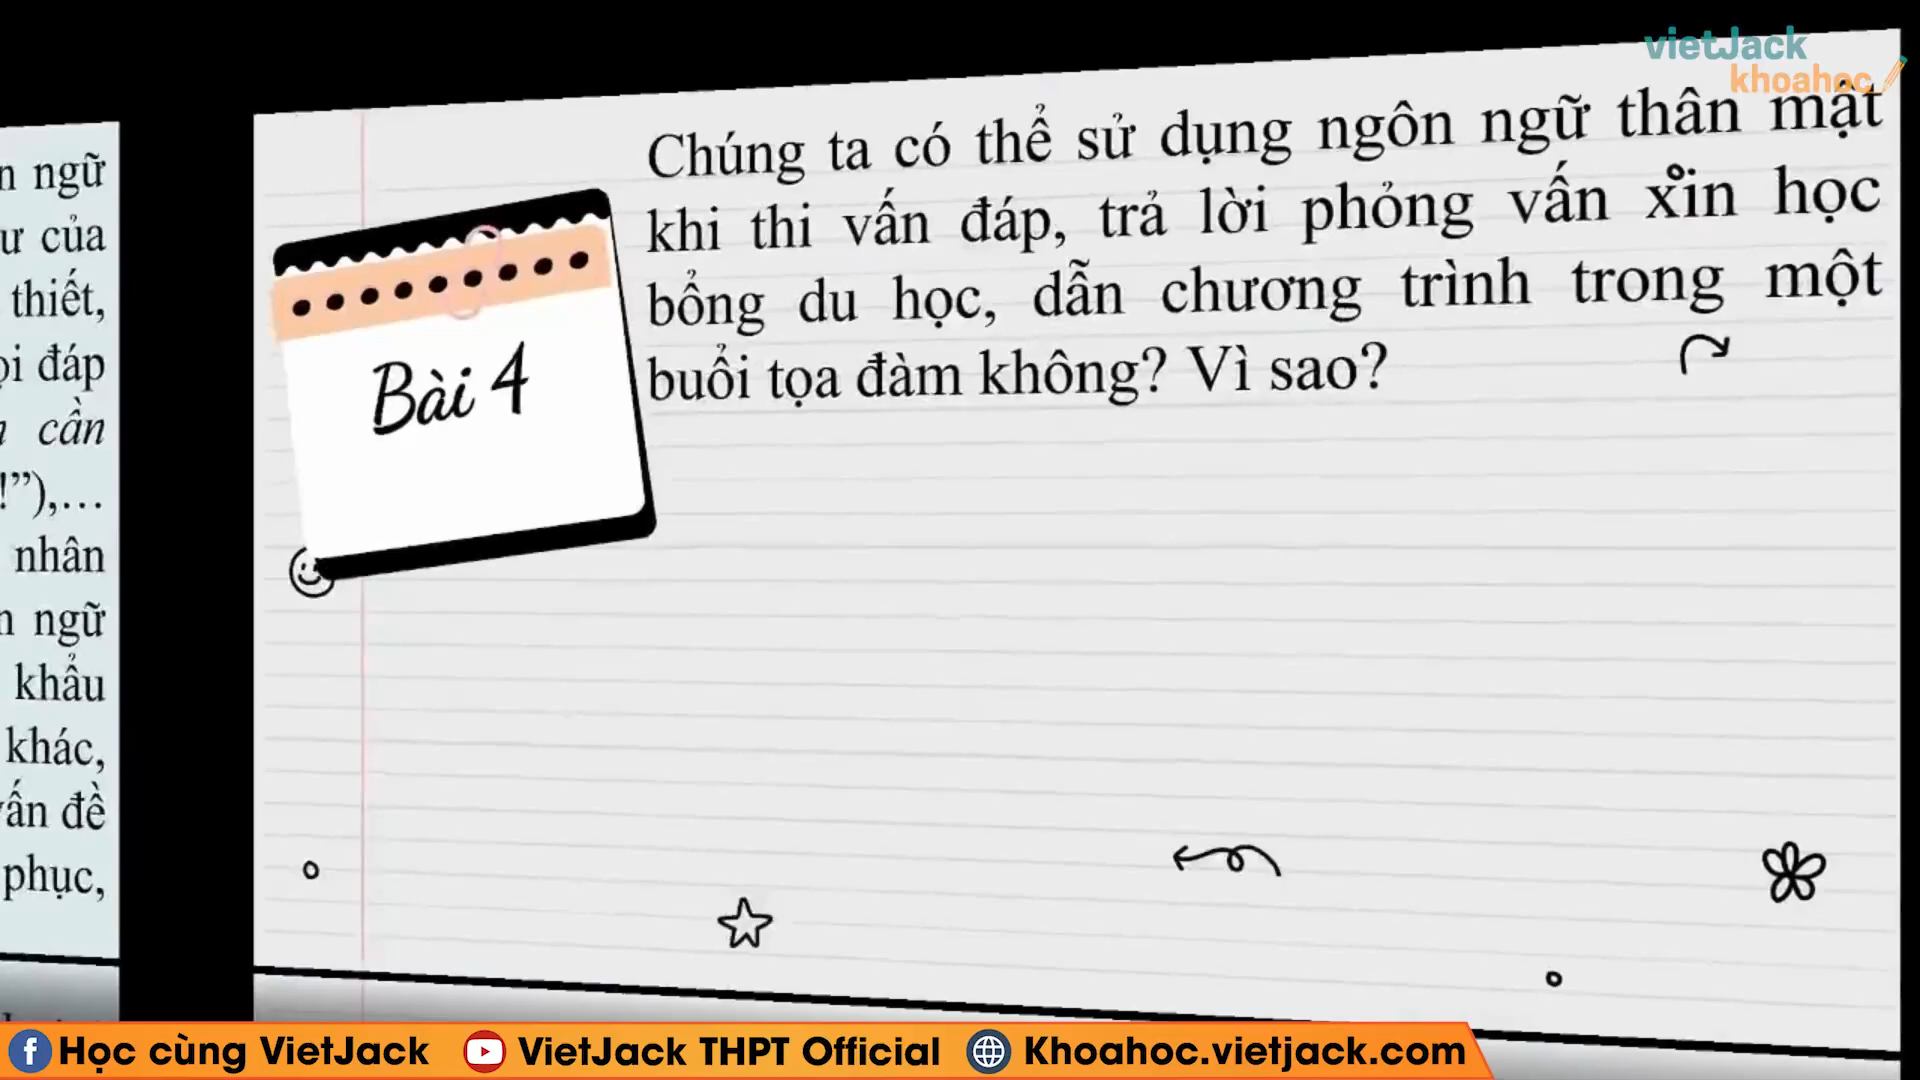 vietJack
khoahoc
n ngữ
ư của
thiết,
ọi đáp
cần
!”),…
nhân
n ngữ
khẩu
khác,
vấn đề
phục,
Bài 4
Chúng ta có thể sử dụng ngôn ngữ thân mật
khi thi vấn đáp, trả lời phỏng vấn xin học
bổng du học, dẫn chương trình trong một
buổi tọa đàm không? Vì sao?
Học cùng VietJack
VietJack THPT Official
Khoahoc.vietjack.com